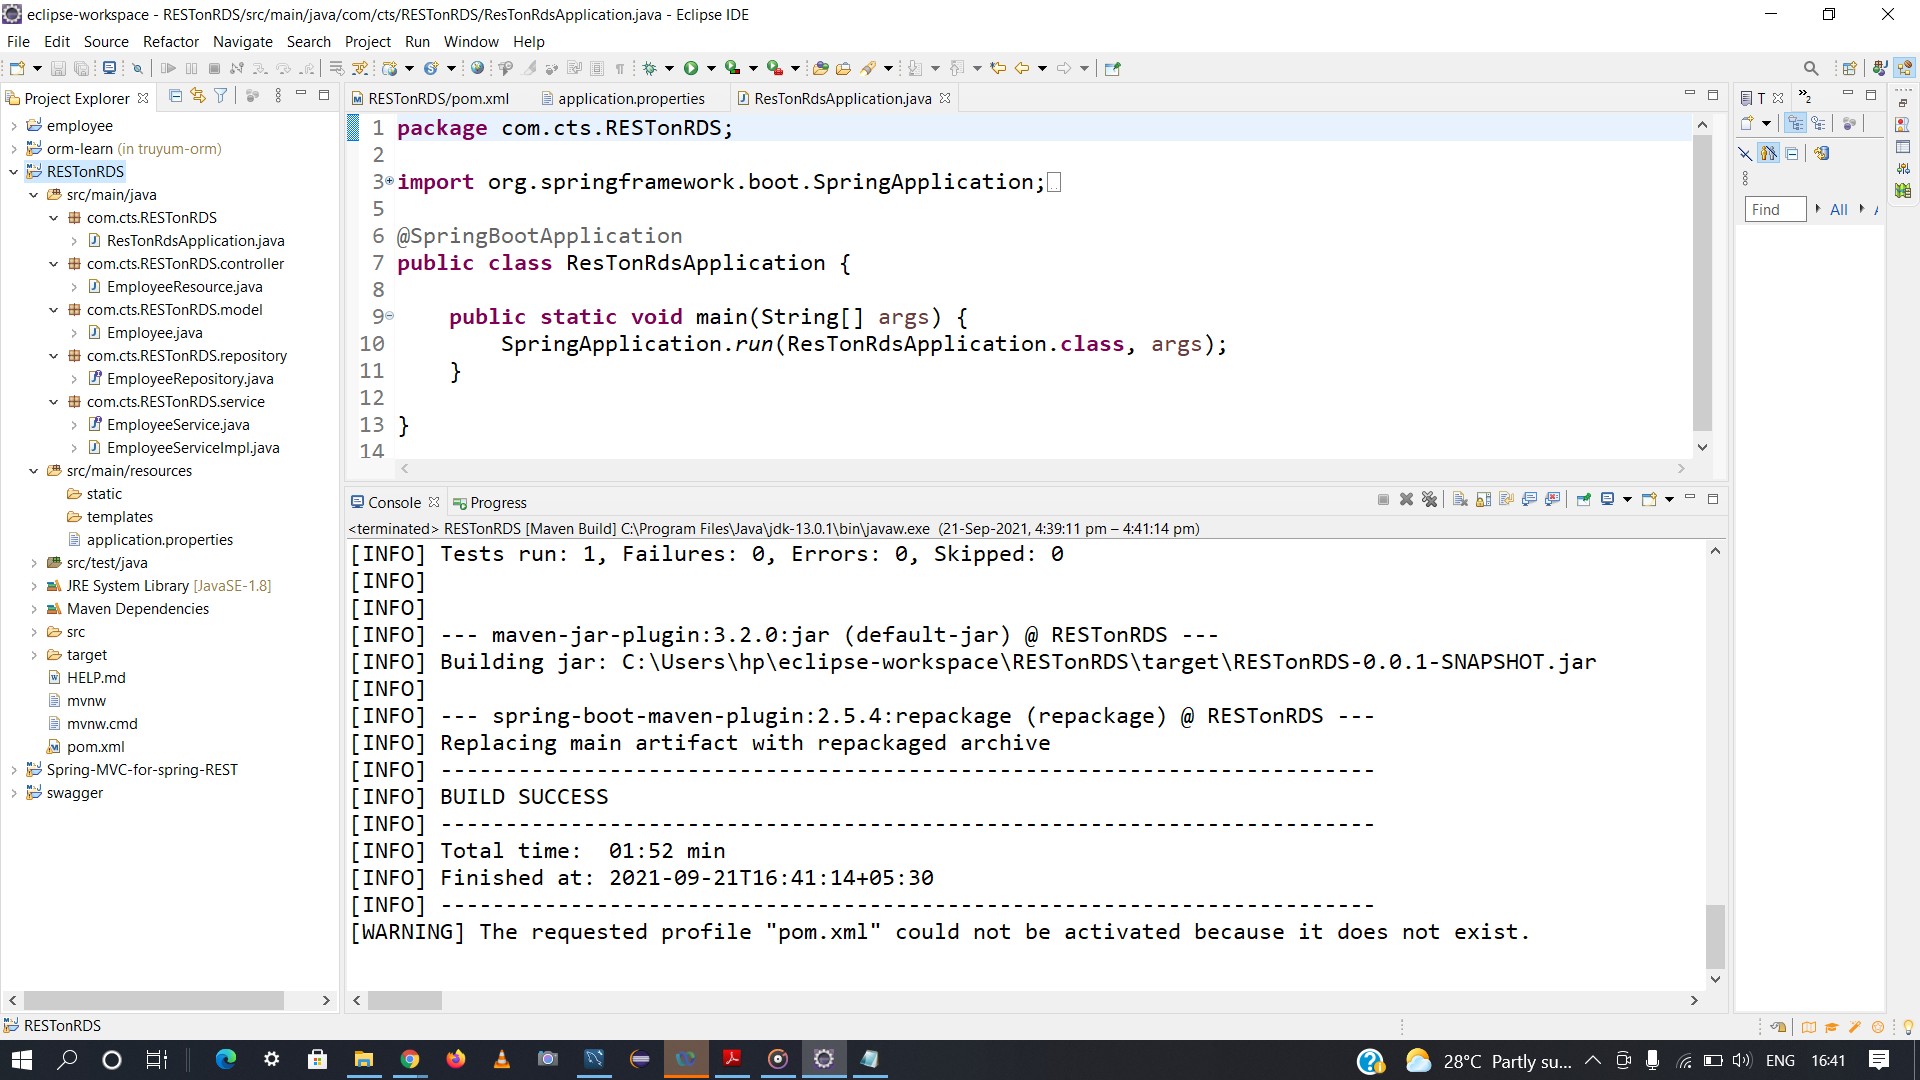 eclipse-workspace - RESTonRDS/src/main/java/com/cts/RESTonRDS/ResTonRdsApplication.java - Eclipse IDE
File Edit Source Refactor Navigate Search Project Run Window Help
Project Explorer
employee
orm-learn (in truyum-orm)
RESTonRDS
src/main/java
com.cts.RESTonRDS
ResTonRdsApplication.java
com.cts.RESTonRDS.controller
EmployeeResource.java
com.cts.RESTonRDS.model
Employee.java
com.cts.RESTonRDS.repository
EmployeeRepository.java
com.cts.RESTonRDS.service
EmployeeService.java
EmployeeServiceImpl.java
src/main/resources
static
templates
application.properties
src/test/java
JRE System Library [JavaSE-1.8]
Maven Dependencies
src
target
HELP.md
mvnw
mvnw.cmd
pom.xml
Spring-MVC-for-spring-REST
swagger
RESTonRDS/pom.xml application.properties ResTonRdsApplication.java
1 package com.cts.RESTonRDS;
2
3 import org.springframework.boot.SpringApplication;
5
6 @SpringBootApplication
7 public class ResTonRdsApplication {
8
9 public static void main(String[] args) {
10 SpringApplication.run(ResTonRdsApplication.class, args);
11 }
12
13 }
14
Console Progress
<terminated> RESTonRDS [Maven Build] C:\Program Files\Java\jdk-13.0.1\bin\javaw.exe (21-Sep-2021, 4:39:11 pm – 4:41:14 pm)
[INFO] Tests run: 1, Failures: 0, Errors: 0, Skipped: 0
[INFO]
[INFO]
[INFO] --- maven-jar-plugin:3.2.0:jar (default-jar) @ RESTonRDS ---
[INFO] Building jar: C:\Users\hp\eclipse-workspace\RESTonRDS\target\RESTonRDS-0.0.1-SNAPSHOT.jar
[INFO]
[INFO] --- spring-boot-maven-plugin:2.5.4:repackage (repackage) @ RESTonRDS ---
[INFO] Replacing main artifact with repackaged archive
[INFO] ------------------------------------------------------------------------
[INFO] BUILD SUCCESS
[INFO] ------------------------------------------------------------------------
[INFO] Total time:  01:52 min
[INFO] Finished at: 2021-09-21T16:41:14+05:30
[INFO] ------------------------------------------------------------------------
[WARNING] The requested profile "pom.xml" could not be activated because it does not exist.
T
2
Find All
RESTonRDS
28°C Partly su... ENG 16:41